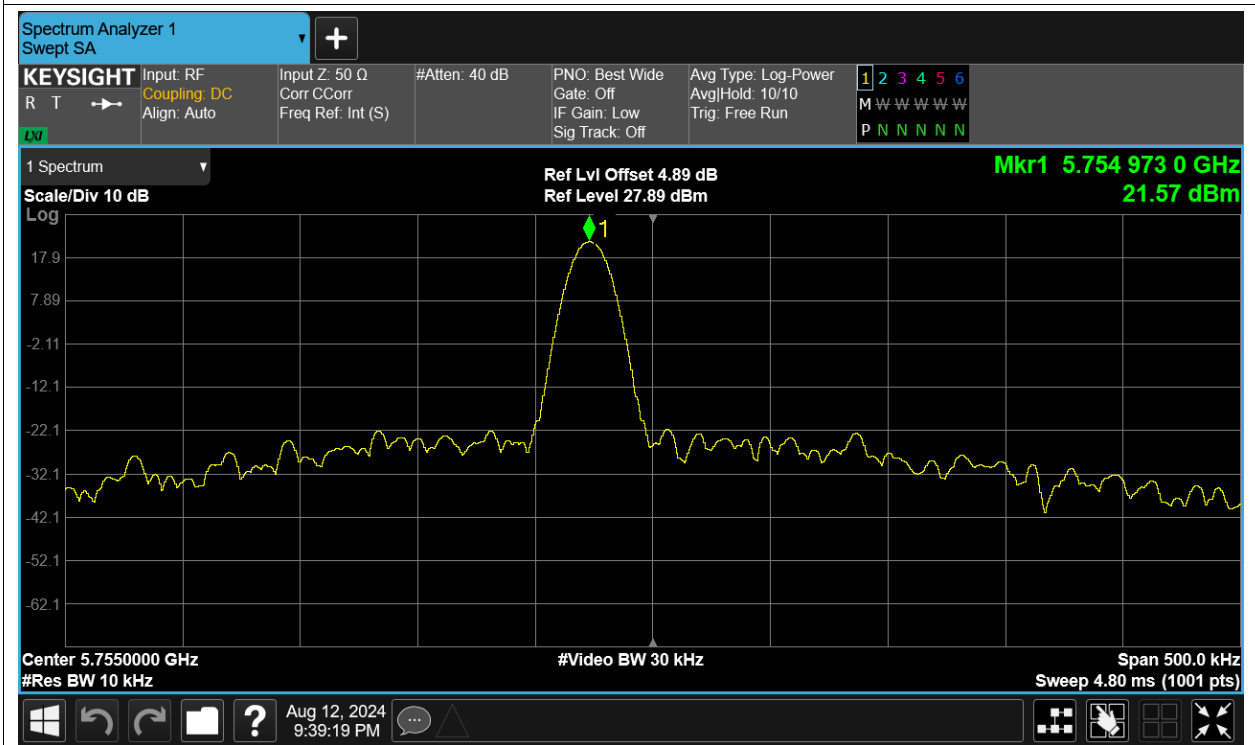 Spectrum Analyzer 1
Swept SA
KEYSIGHT
R T
LXI
Input: RF
Coupling: DC
Align: Auto
Input Z: 50 Ω
Corr CCorr
Freq Ref: Int (S)
#Atten: 40 dB
PNO: Best Wide
Gate: Off
IF Gain: Low
Sig Track: Off
Avg Type: Log-Power
Avg|Hold: 10/10
Trig: Free Run
1 2 3 4 5 6
M W W W W W
P N N N N N
1 Spectrum
Scale/Div 10 dB
Log
Ref Lvl Offset 4.89 dB
Ref Level 27.89 dBm
Mkr1 5.754 973 0 GHz
21.57 dBm
1
17.9
7.89
-2.11
-12.1
-22.1
-32.1
-42.1
-52.1
-62.1
Center 5.7550000 GHz
#Res BW 10 kHz
#Video BW 30 kHz
Span 500.0 kHz
Sweep 4.80 ms (1001 pts)
?
Aug 12, 2024
9:39:19 PM